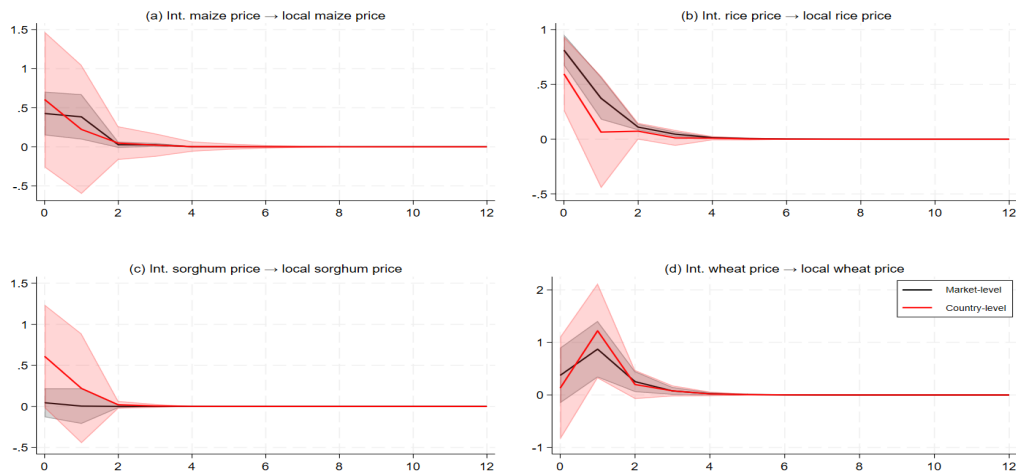 (a) Int. maize price → local maize price
1.5
1
.5
0
-.5
0 2 4 6 8 10 12
(b) Int. rice price → local rice price
1
.5
0
-.5
0 2 4 6 8 10 12
(c) Int. sorghum price → local sorghum price
1.5
1
.5
0
-.5
0 2 4 6 8 10 12
(d) Int. wheat price → local wheat price
Market-level
Country-level
2
1
0
-1
0 2 4 6 8 10 12